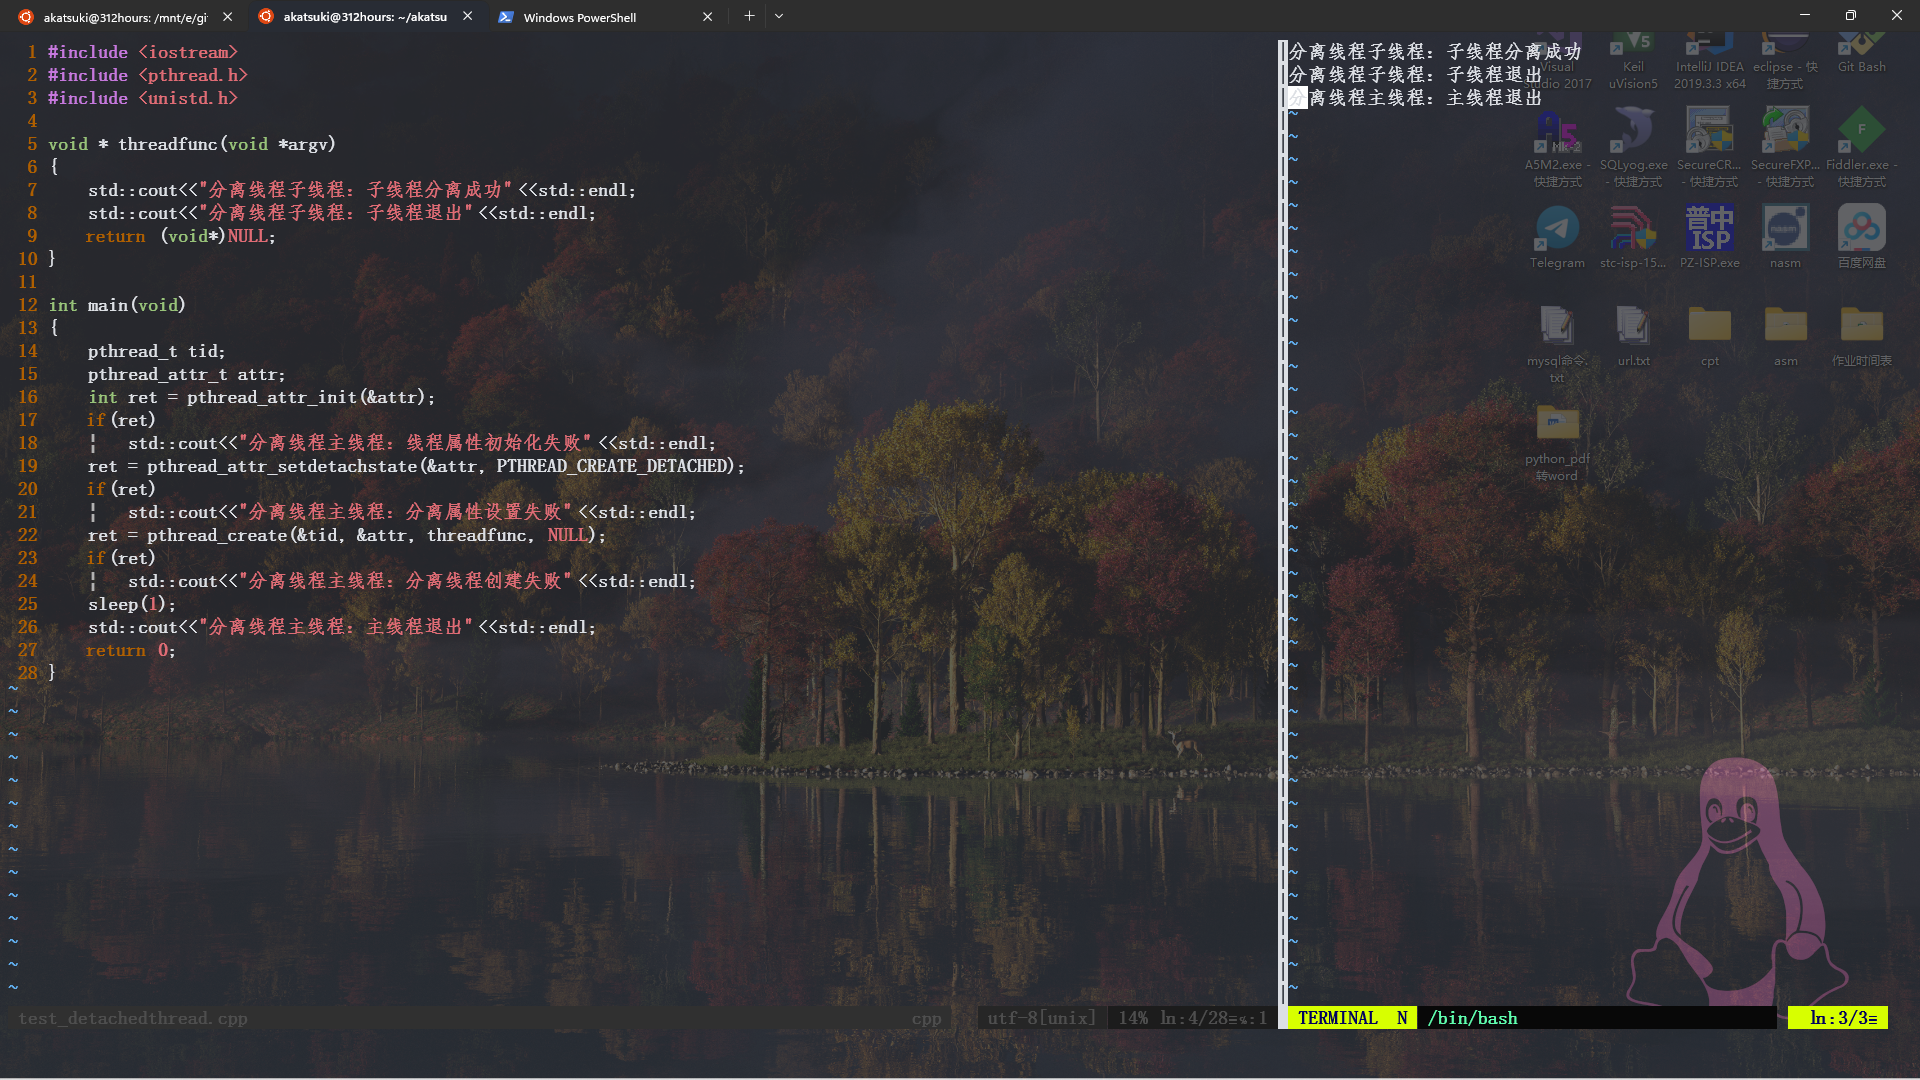 akatsuki@312hours: /mnt/e/gi
akatsuki@312hours: ~/akatsu
Windows PowerShell
1 #include <iostream>
2 #include <pthread.h>
3 #include <unistd.h>
4
5 void * threadfunc(void *argv)
6 {
7 std::cout<<"分离线程子线程：子线程分离成功"<<std::endl;
8 std::cout<<"分离线程子线程：子线程退出"<<std::endl;
9 return (void*)NULL;
10 }
11
12 int main(void)
13 {
14 pthread_t tid;
15 pthread_attr_t attr;
16 int ret = pthread_attr_init(&attr);
17 if(ret)
18 ¦ std::cout<<"分离线程主线程：线程属性初始化失败"<<std::endl;
19 ret = pthread_attr_setdetachstate(&attr, PTHREAD_CREATE_DETACHED);
20 if(ret)
21 ¦ std::cout<<"分离线程主线程：分离属性设置失败"<<std::endl;
22 ret = pthread_create(&tid, &attr, threadfunc, NULL);
23 if(ret)
24 ¦ std::cout<<"分离线程主线程：分离线程创建失败"<<std::endl;
25 sleep(1);
26 std::cout<<"分离线程主线程：主线程退出"<<std::endl;
27 return 0;
28 }
test_detachedthread.cpp
cpp
utf-8[unix]
14% ln:4/28≡℅:1
分离线程子线程：子线程分离成功
分离线程子线程：子线程退出
分离线程主线程：主线程退出
Visual
Studio 2017
Keil
uVision5
IntelliJ IDEA
2019.3.3 x64
eclipse - 快
捷方式
Git Bash
A5M2.exe -
快捷方式
SQLyog.exe
- 快捷方式
SecureCR...
- 快捷方式
SecureFXP...
- 快捷方式
Fiddler.exe -
快捷方式
普中
ISP
nasm
Telegram
stc-isp-15...
PZ-ISP.exe
nasm
百度网盘
mysql命令.
txt
url.txt
cpt
asm
作业时间表
python_pdf
转word
TERMINAL N
/bin/bash
ln:3/3≡